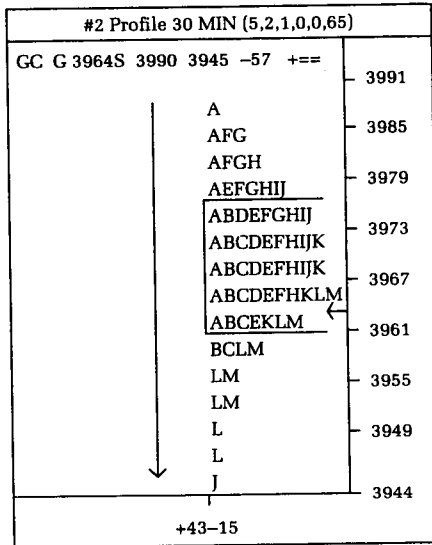 #2 Profile 30 MIN (5,2,1,0,0,65)
GC G 3964S 3990 3945 –57 +==
3991
A
3985
AFG
AFGH
3979
AEFGHIJ
ABDEFGHIJ
3973
ABCDEFHIJK
ABCDEFHIJK
3967
ABCDEFHKLM
ABCEKLM
3961
BCLM
LM
3955
LM
L
3949
L
J
3944
+43–15